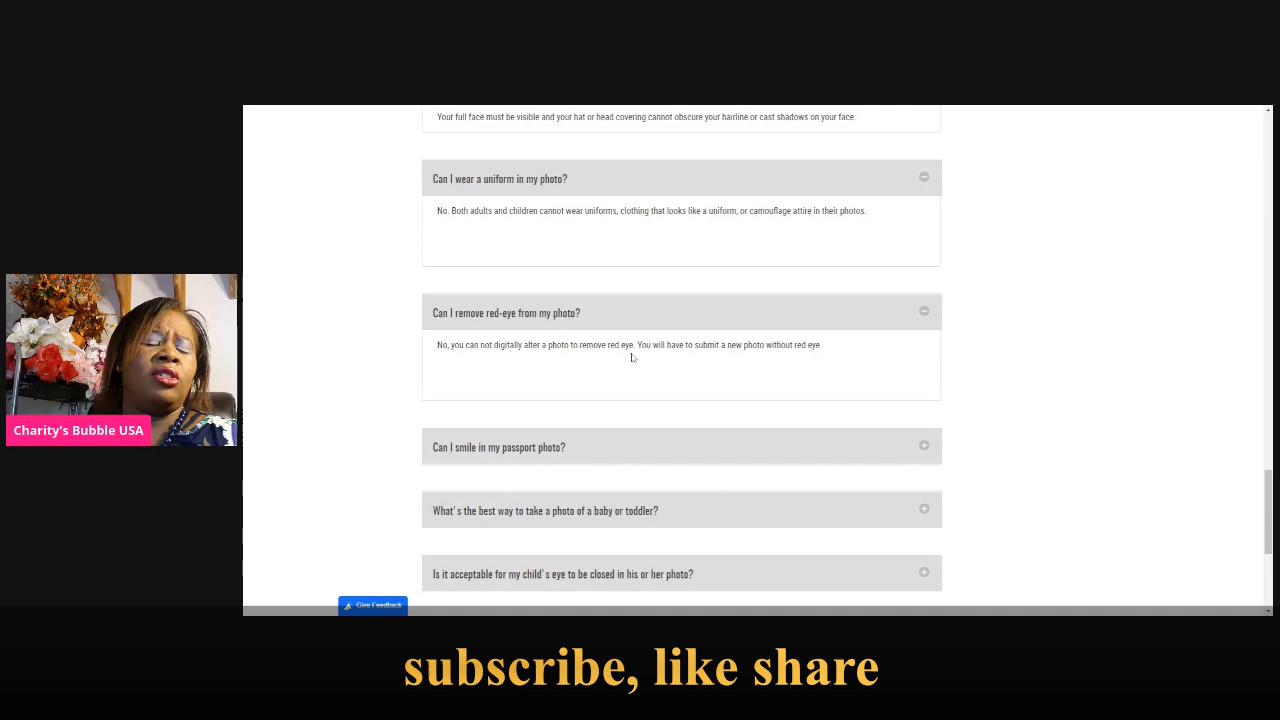 Your full face must be visible and your hat or head covering cannot obscure your hairline or cast shadows on your face.
Can I wear a uniform in my photo?
No. Both adults and children cannot wear uniforms, clothing that looks like a uniform, or camouflage attire in their photos.
Can I remove red-eye from my photo?
No, you can not digitally alter a photo to remove red eye. You will have to submit a new photo without red eye.
Charity's Bubble USA
Can I smile in my passport photo?
What's the best way to take a photo of a baby or toddler?
Is it acceptable for my child's eye to be closed in his or her photo?
Give Feedback
subscribe, like share